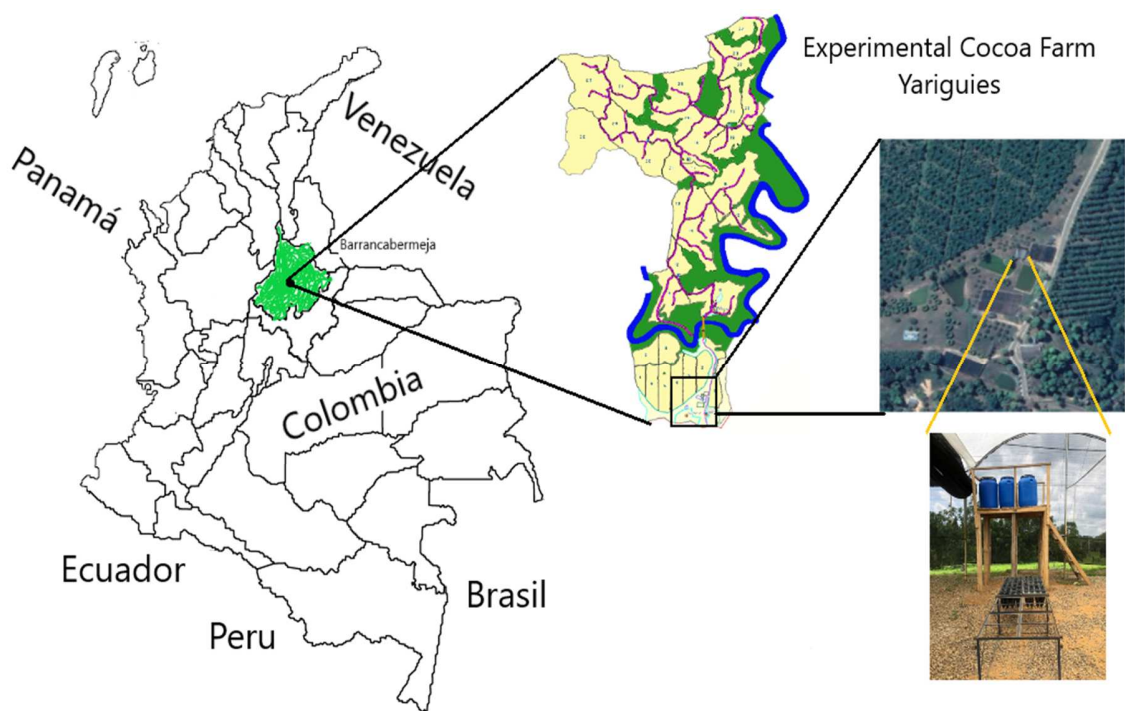 Experimental Cocoa Farm
Yariguies
Venezuela
Panamá
Barrancabermeja
Colombia
Ecuador
Brasil
Peru